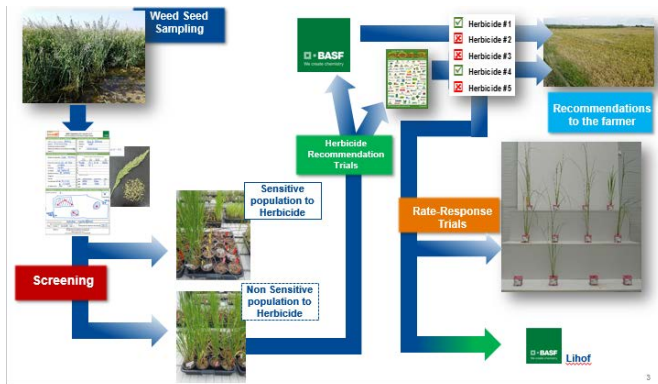 Weed Seed
Sampling
BASF
We create chemistry
Herbicide #1
Herbicide #2
Herbicide #3
Herbicide #4
Herbicide #5
Recommendations
to the farmer
Herbicide
Recommendation
Trials
Sensitive
population to
Herbicide
Rate-Response
Trials
Screening
Non Sensitive
population to
Herbicide
BASF
Lihof
3